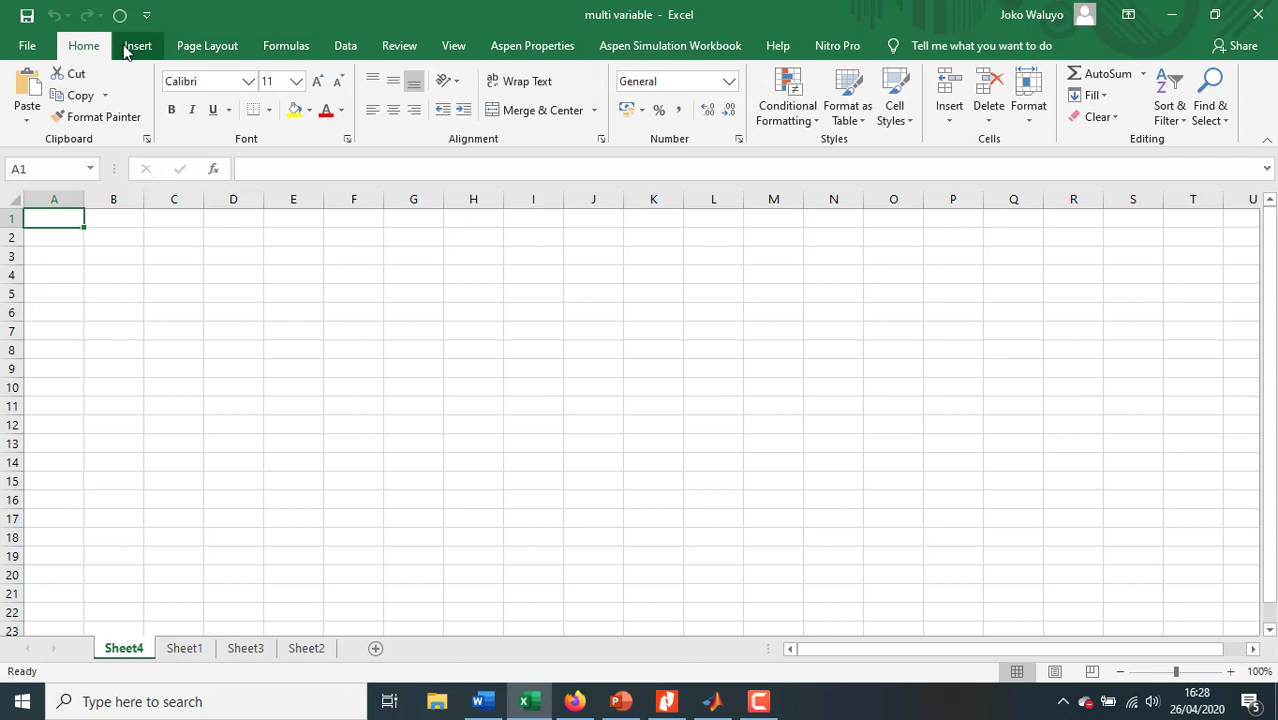 multi variable - Excel
Joko Waluyo
File Home Insert Page Layout Formulas Data Review View Aspen Properties Aspen Simulation Workbook Help Nitro Pro Tell me what you want to do Share
Paste
Cut
Copy
Format Painter
Clipboard
Calibri 11
B I U A
Font
Wrap Text
Merge & Center
Alignment
General
%
Number
Conditional Formatting
Format as Table
Cell Styles
Styles
Insert
Delete
Format
Cells
AutoSum
Fill
Clear
Sort & Filter
Find & Select
Editing
A1
fx
A B C D E F G H I J K L M N O P Q R S T U
1
2
3
4
5
6
7
8
9
10
11
12
13
14
15
16
17
18
19
20
21
22
23
Sheet4 Sheet1 Sheet3 Sheet2
Ready
100%
Type here to search
16:28
26/04/2020
5